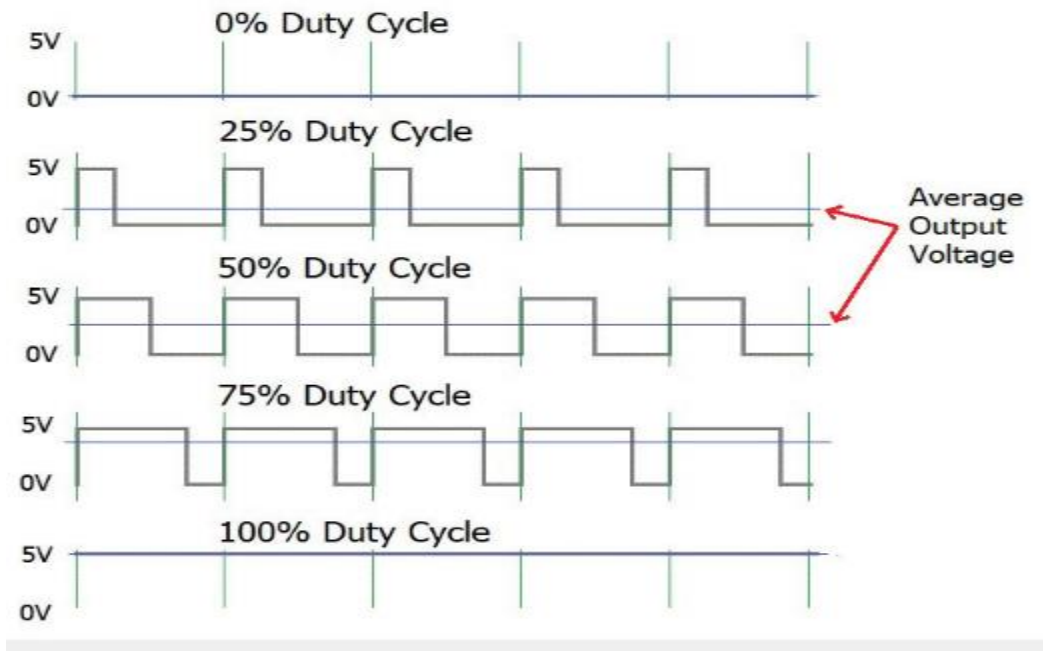 0% Duty Cycle
5V
0V
25% Duty Cycle
5V
0V
Average
Output
Voltage
50% Duty Cycle
5V
0V
75% Duty Cycle
5V
0V
100% Duty Cycle
5V
0V